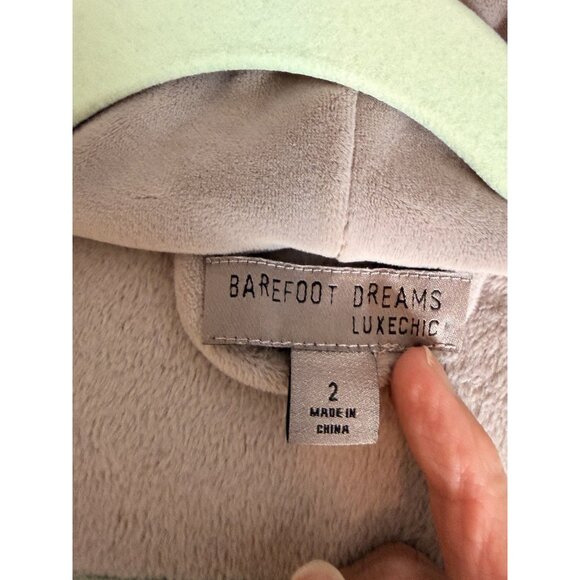 BAREFOOT DREAMS
LUXECHIC
2
MADE IN
CHINA